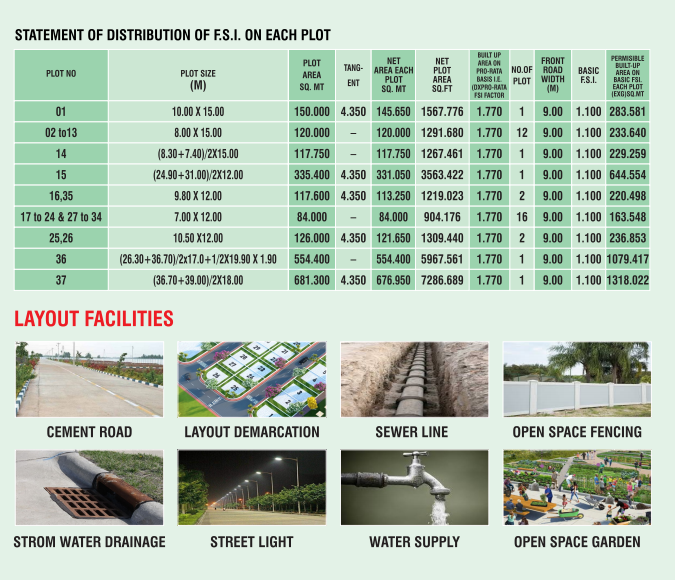 STATEMENT OF DISTRIBUTION OF F.S.I. ON EACH PLOT
PLOT NO PLOT SIZE (M) PLOT AREA SQ. MT TANG-ENT NET AREA EACH PLOT SQ. MT NET PLOT AREA SQ.FT BUILT UP AREA ON PRO-RATA BASIS I.E. (DXPRO-RATA FSI FACTOR NO.OF PLOT FRONT ROAD WIDTH (M) BASIC F.S.I. PERMISIBLE BUILT-UP AREA ON BASIC FSI. EACH PLOT (EXG)SQ.MT
01 10.00 X 15.00 150.000 4.350 145.650 1567.776 1.770 1 9.00 1.100 283.581
02 to13 8.00 X 15.00 120.000 – 120.000 1291.680 1.770 12 9.00 1.100 233.640
14 (8.30+7.40)/2X15.00 117.750 – 117.750 1267.461 1.770 1 9.00 1.100 229.259
15 (24.90+31.00)/2X12.00 335.400 4.350 331.050 3563.422 1.770 1 9.00 1.100 644.554
16,35 9.80 X 12.00 117.600 4.350 113.250 1219.023 1.770 2 9.00 1.100 220.498
17 to 24 & 27 to 34 7.00 X 12.00 84.000 – 84.000 904.176 1.770 16 9.00 1.100 163.548
25,26 10.50 X12.00 126.000 4.350 121.650 1309.440 1.770 2 9.00 1.100 236.853
36 (26.30+36.70)/2x17.0+1/2X19.90 X 1.90 554.400 – 554.400 5967.561 1.770 1 9.00 1.100 1079.417
37 (36.70+39.00)/2X18.00 681.300 4.350 676.950 7286.689 1.770 1 9.00 1.100 1318.022
LAYOUT FACILITIES
CEMENT ROAD LAYOUT DEMARCATION SEWER LINE OPEN SPACE FENCING
STROM WATER DRAINAGE STREET LIGHT WATER SUPPLY OPEN SPACE GARDEN